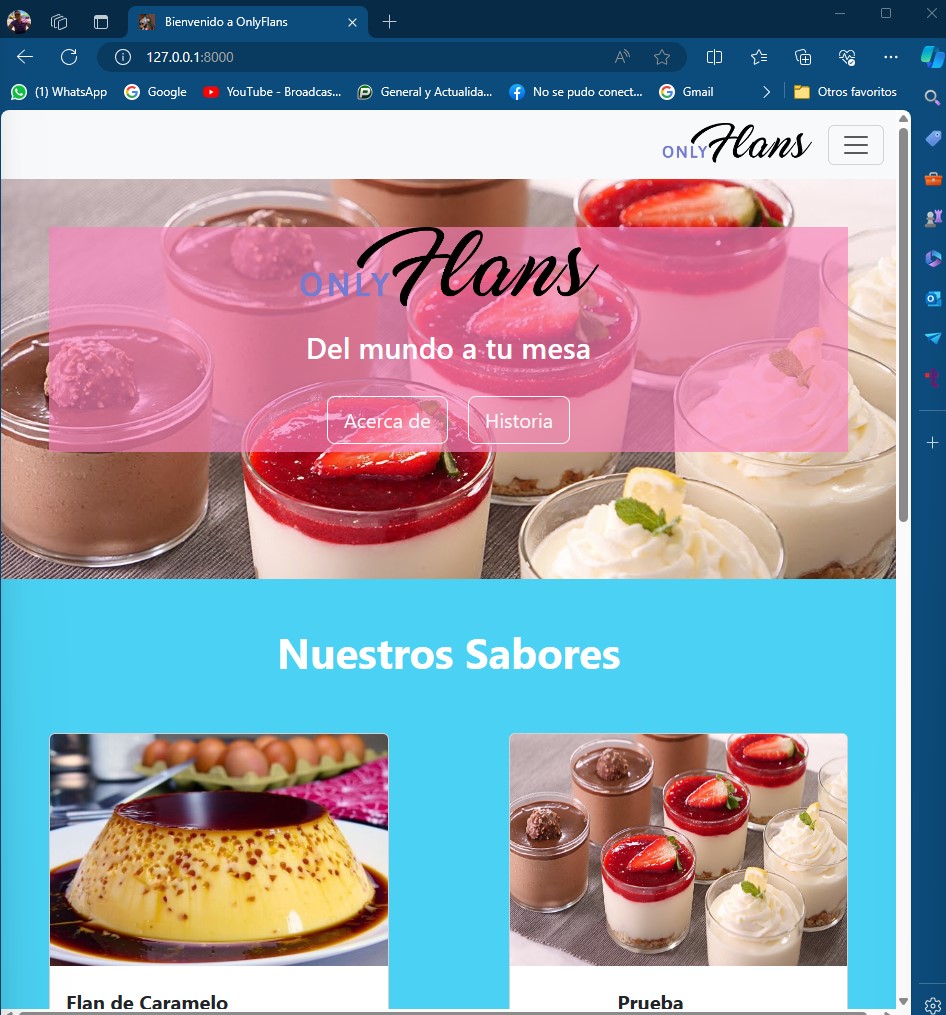 Bienvenido a OnlyFlans
127.0.0.1:8000
(1) WhatsApp
Google
YouTube - Broadcas...
General y Actualida...
No se pudo conect...
Gmail
Otros favoritos
ONLY Flans
ONLY Flans
Del mundo a tu mesa
Acerca de
Historia
Nuestros Sabores
Flan de Caramelo
Prueba